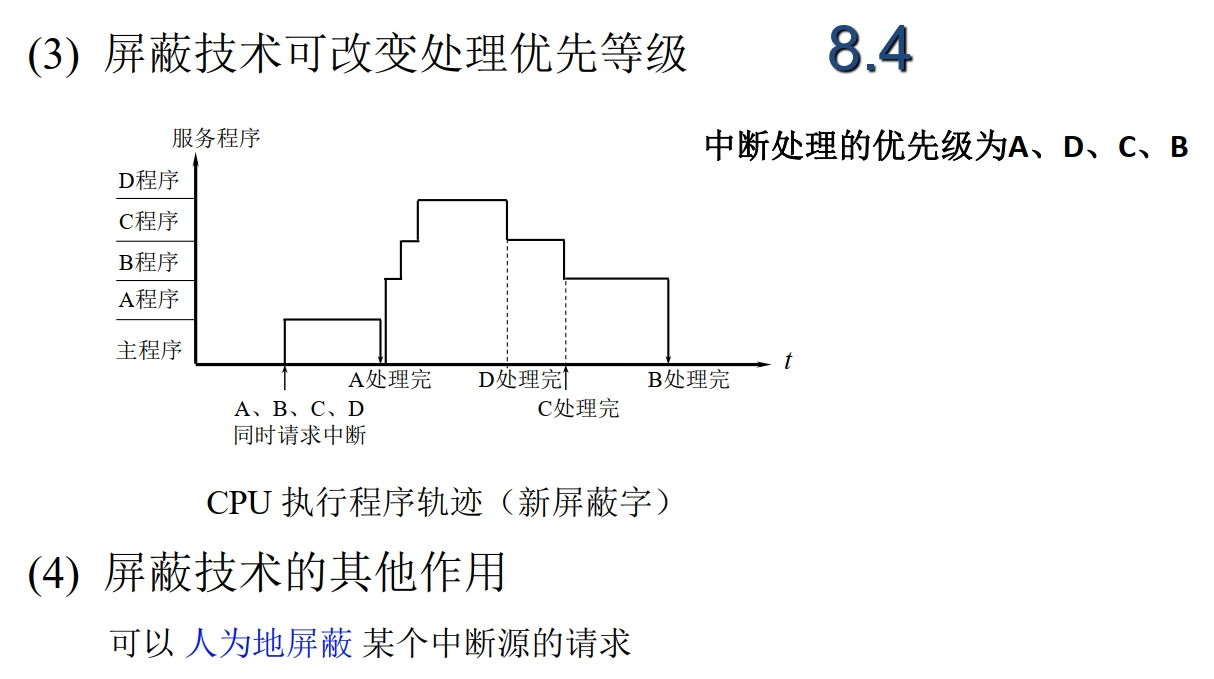 (3) 屏蔽技术可改变处理优先等级
8.4
中断处理的优先级为A、D、C、B
服务程序
D程序
C程序
B程序
A程序
主程序
t
A处理完
D处理完
B处理完
A、B、C、D
同时请求中断
C处理完
CPU 执行程序轨迹（新屏蔽字）
(4) 屏蔽技术的其他作用
可以 人为地屏蔽 某个中断源的请求